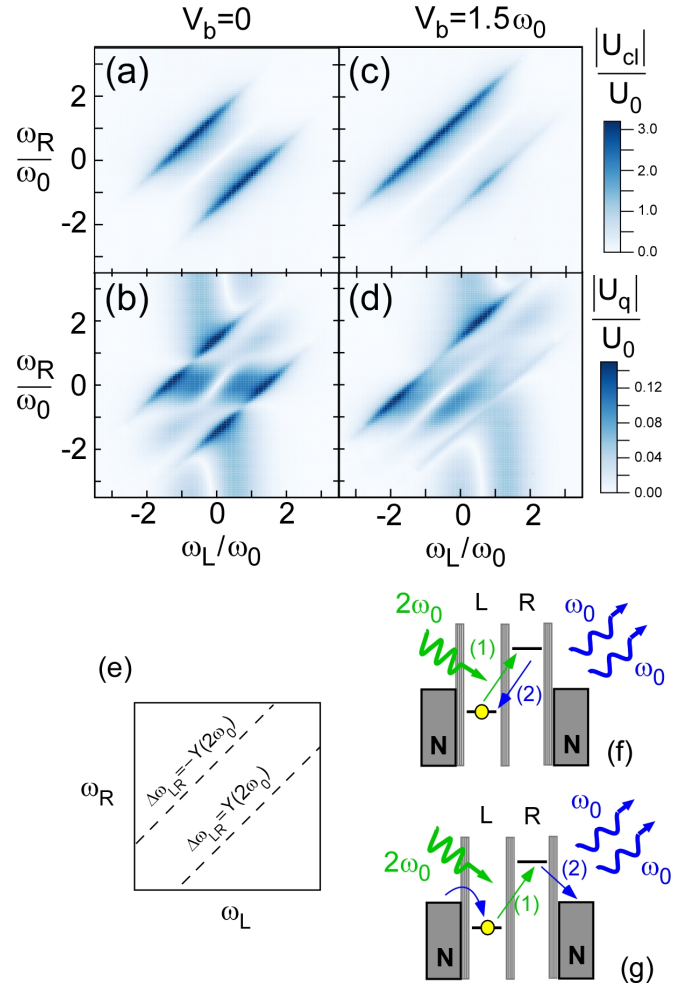 V_b=0
V_b=1.5ω_0
(a)
(c)
|U_cl|
U_0
ω_R
ω_0
2
0
-2
3.0
2.0
1.0
0.0
(b)
(d)
|U_q|
U_0
ω_R
ω_0
2
0
-2
0.12
0.08
0.04
0.00
-2 0 2
-2 0 2
ω_L/ω_0
ω_L/ω_0
(e)
Δω_LR=-Y(2ω_0)
Δω_LR=Y(2ω_0)
ω_R
ω_L
L R
2ω_0
ω_0
ω_0
(1)
(2)
N
N
(f)
L R
2ω_0
ω_0
ω_0
(2)
(1)
N
N
(g)